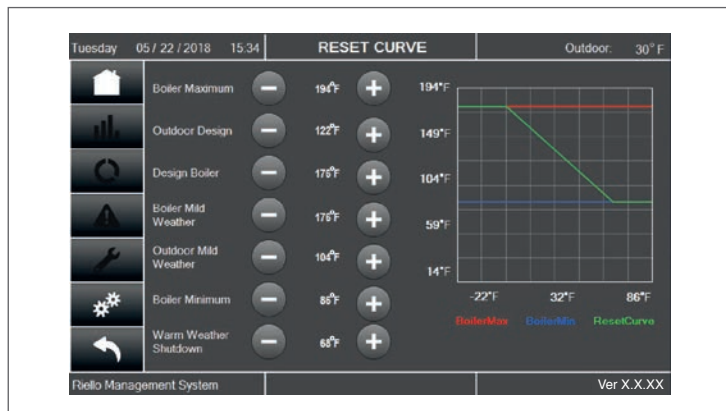 Tuesday 05 / 22 / 2018 15:34 RESET CURVE Outdoor: 30°F
Boiler Maximum 194°F
Outdoor Design 122°F
Design Boiler 176°F
Boiler Mild
Weather 176°F
Outdoor Mild
Weather 104°F
Boiler Minimum 86°F
Warm Weather
Shutdown 68°F
194°F
149°F
104°F
59°F
14°F
-22°F 32°F 86°F
BoilerMax BoilerMin ResetCurve
Riello Management System Ver X.X.XX